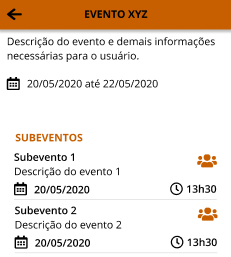 EVENTO XYZ
Descrição do evento e demais informações
necessárias para o usuário.
20/05/2020 até 22/05/2020
SUBEVENTOS
Subevento 1
Descrição do evento 1
20/05/2020 13h30
Subevento 2
Descrição do evento 2
20/05/2020 13h30